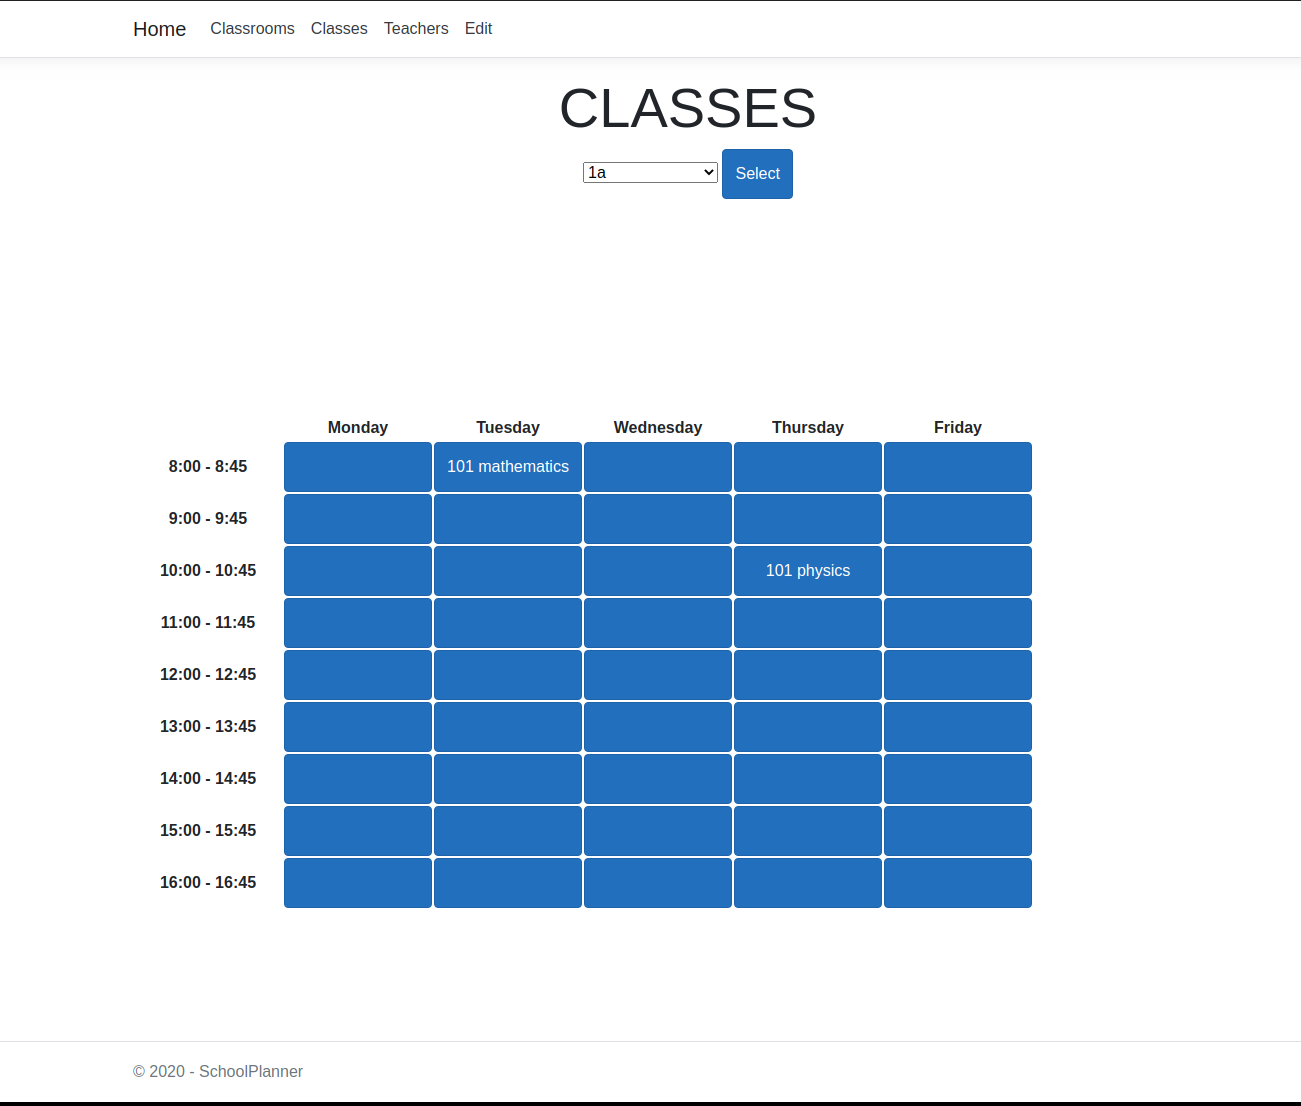 Home Classrooms Classes Teachers Edit
CLASSES
1a Select
Monday Tuesday Wednesday Thursday Friday
8:00 - 8:45 101 mathematics
9:00 - 9:45
10:00 - 10:45 101 physics
11:00 - 11:45
12:00 - 12:45
13:00 - 13:45
14:00 - 14:45
15:00 - 15:45
16:00 - 16:45
© 2020 - SchoolPlanner